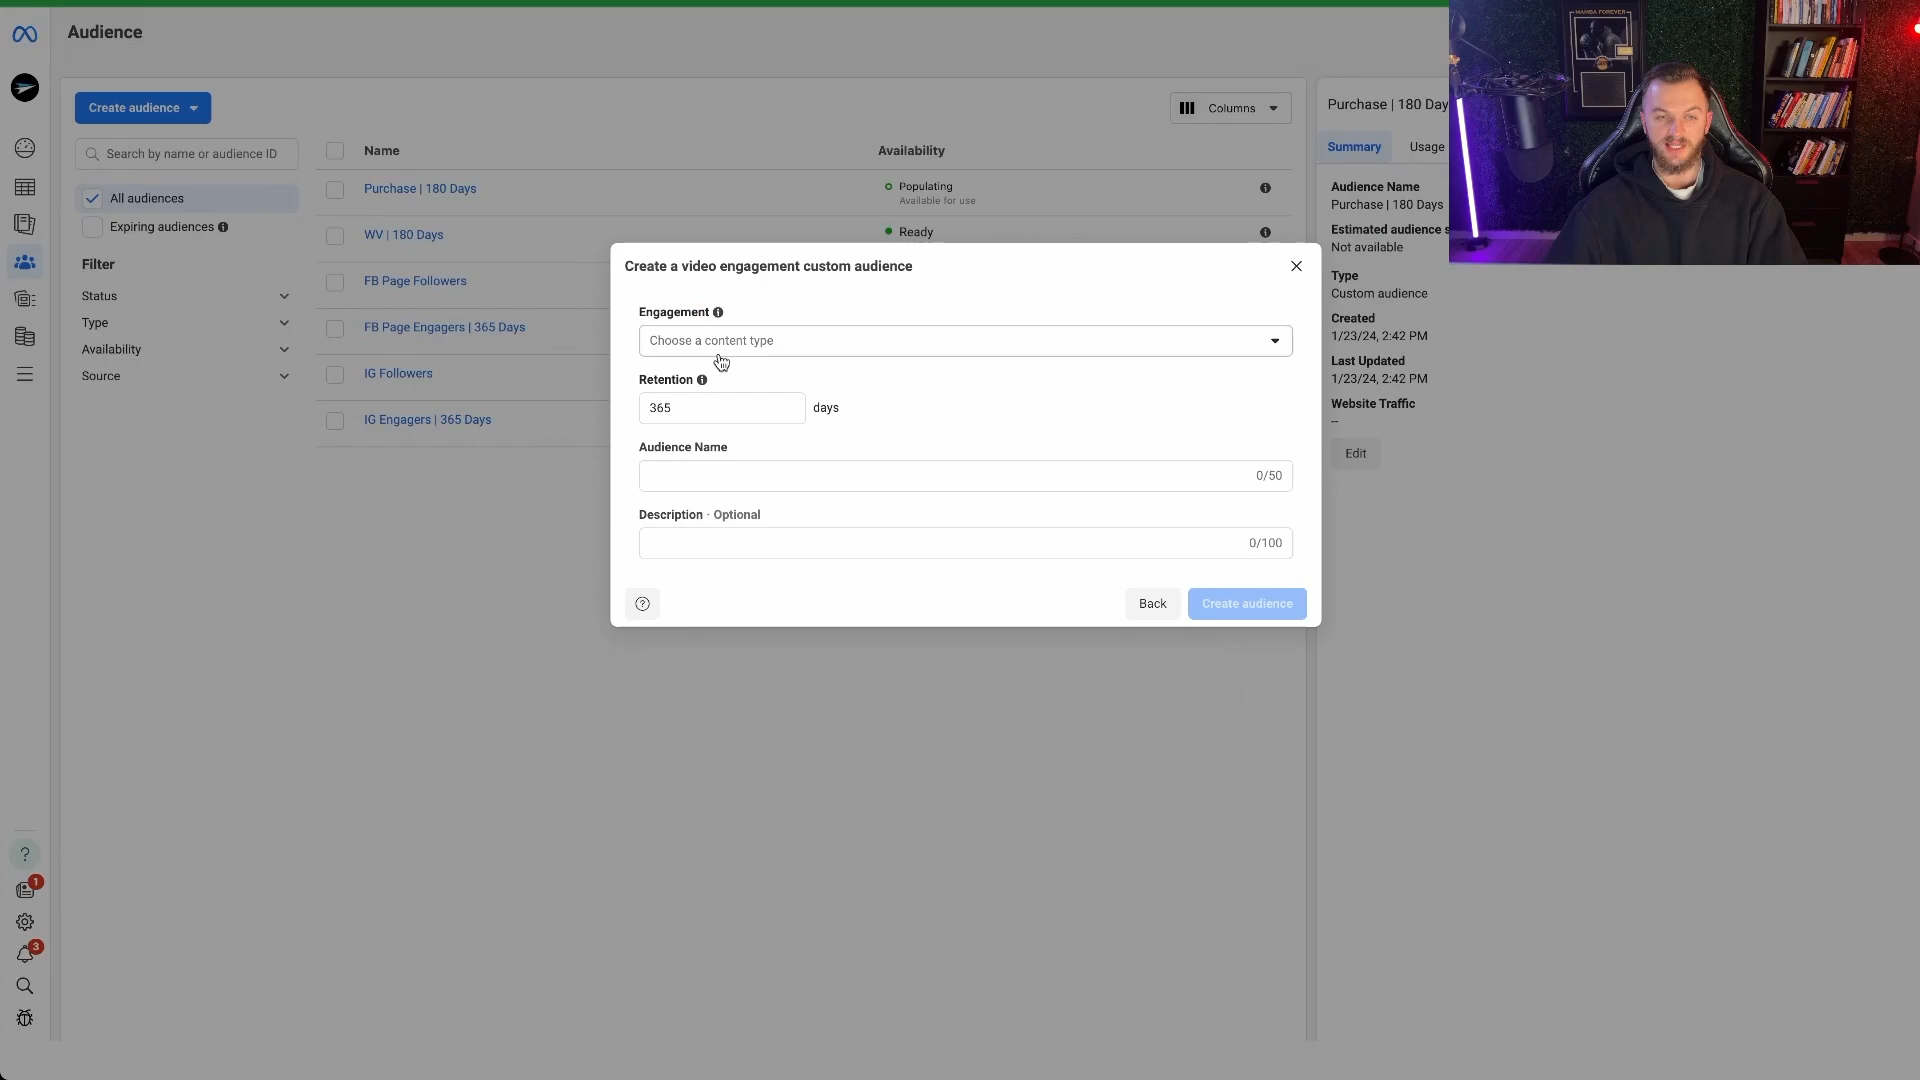 Audience
Create audience
Search by name or audience ID
All audiences
Expiring audiences
Filter
Status
Type
Availability
Source
Columns
Name
Availability
Purchase | 180 Days
Populating
Available for use
WV | 180 Days
Ready
FB Page Followers
FB Page Engagers | 365 Days
IG Followers
IG Engagers | 365 Days
Create a video engagement custom audience
Engagement
Choose a content type
Retention
365
days
Audience Name
0/50
Description · Optional
0/100
?
Back
Create audience
Purchase | 180 Day
Summary
Usage
Audience Name
Purchase | 180 Days
Estimated audience s
Not available
Type
Custom audience
Created
1/23/24, 2:42 PM
Last Updated
1/23/24, 2:42 PM
Website Traffic
--
Edit
?
1
3
MAMBA FOREVER